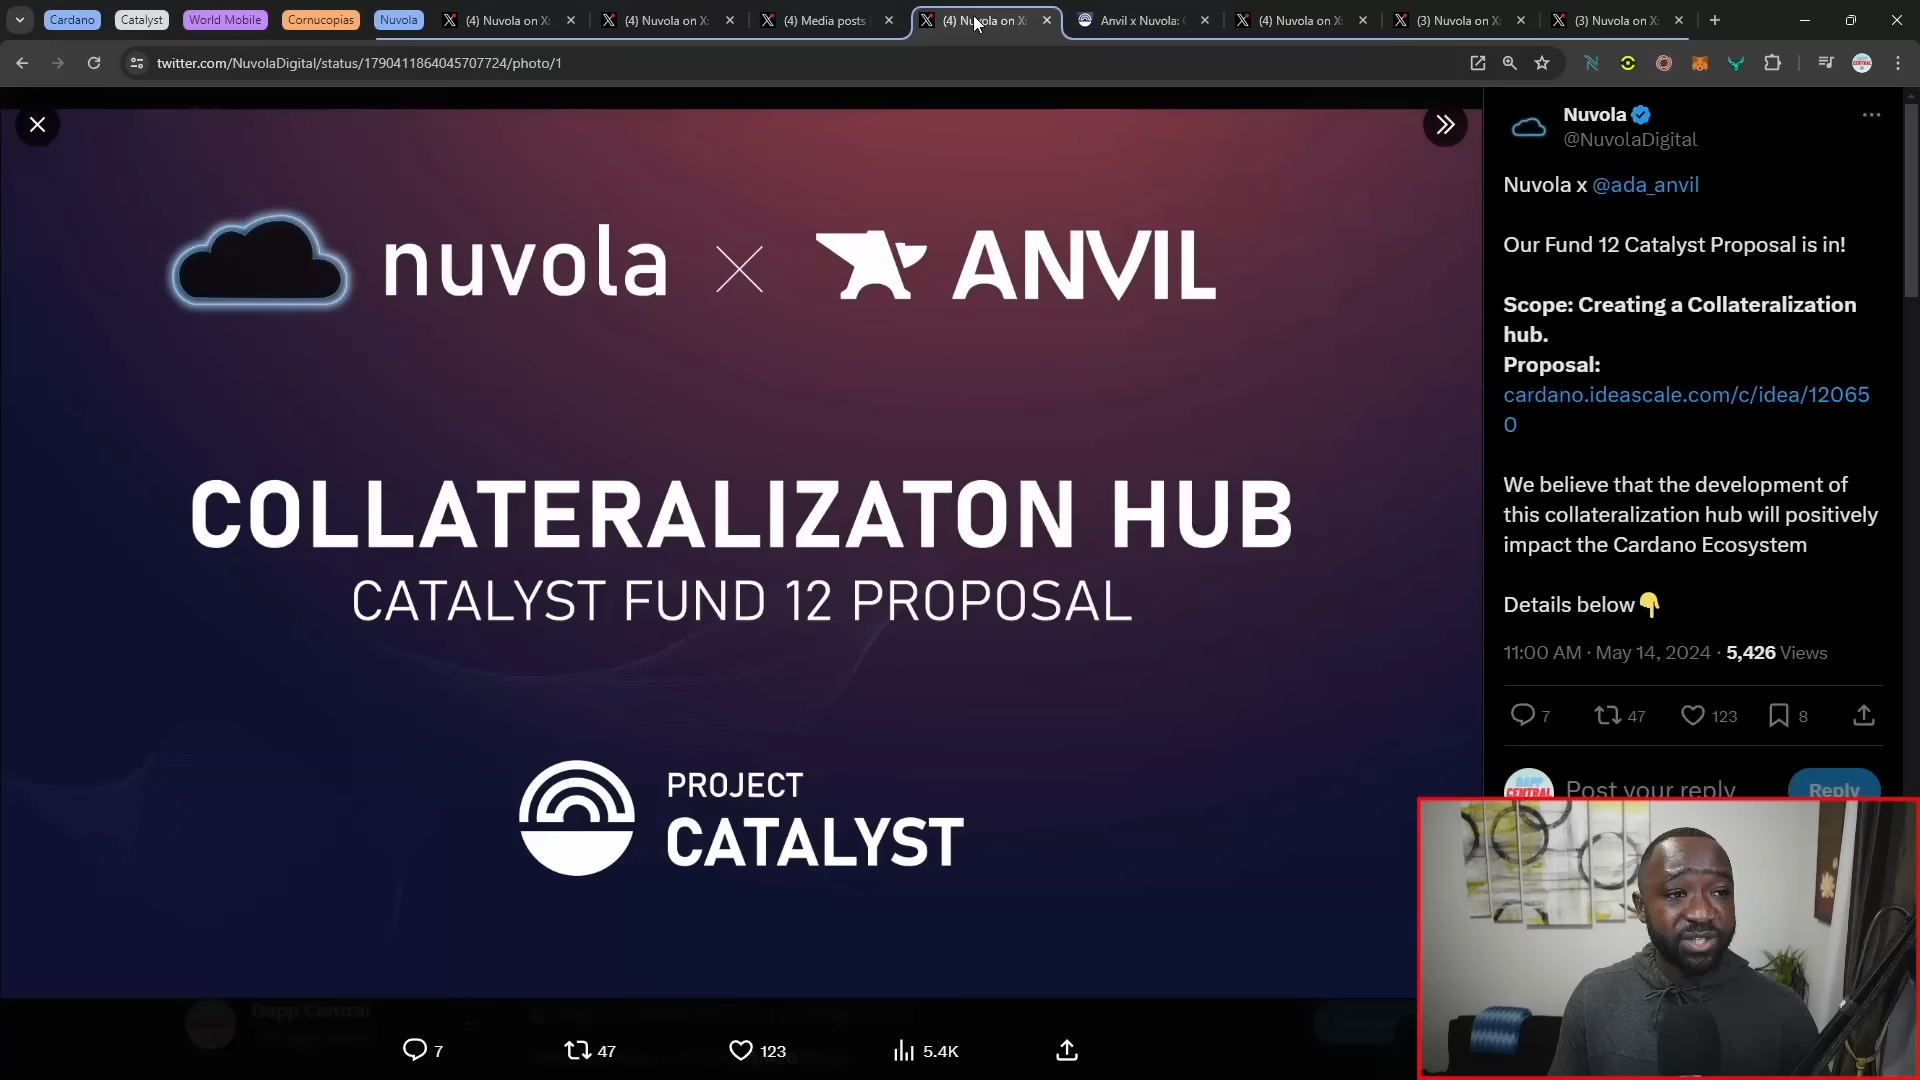 Cardano
Catalyst
World Mobile
Cornucopias
Nuvola
(4) Nuvola on X:
(4) Nuvola on X:
(4) Media posts
(4) Nuvola on X:
Anvil x Nuvola:
(4) Nuvola on X:
(3) Nuvola on X:
(3) Nuvola on X:
twitter.com/NuvolaDigital/status/1790411864045707724/photo/1
nuvola
ANVIL
COLLATERALIZATON HUB
CATALYST FUND 12 PROPOSAL
PROJECT
CATALYST
Dapp Central
7
47
123
5.4K
Nuvola
@NuvolaDigital
Nuvola x @ada_anvil
Our Fund 12 Catalyst Proposal is in!
Scope: Creating a Collateralization
hub.
Proposal:
cardano.ideascale.com/c/idea/12065
0
We believe that the development of
this collateralization hub will positively
impact the Cardano Ecosystem
Details below👇
11:00 AM · May 14, 2024 · 5,426 Views
7
47
123
8
DAPP
CENTRAL
Post your reply
Reply